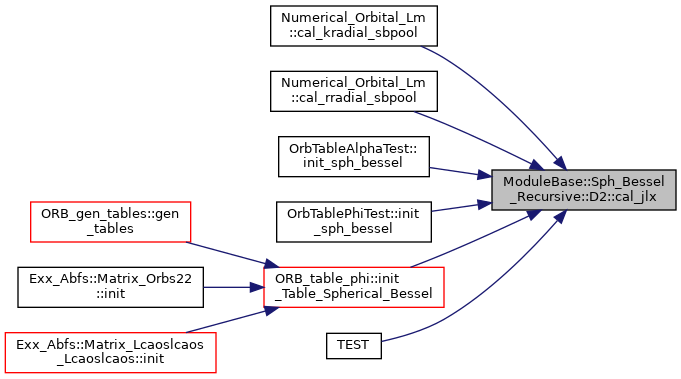 Numerical_Orbital_Lm
::cal_kradial_sbpool
Numerical_Orbital_Lm
::cal_rradial_sbpool
OrbTableAlphaTest::
init_sph_bessel
ModuleBase::Sph_Bessel
_Recursive::D2::cal_jlx
OrbTablePhiTest::init
_sph_bessel
ORB_gen_tables::gen
_tables
Exx_Abfs::Matrix_Orbs22
::init
ORB_table_phi::init
_Table_Spherical_Bessel
Exx_Abfs::Matrix_Lcaoslcaos
_Lcaoslcaos::init
TEST